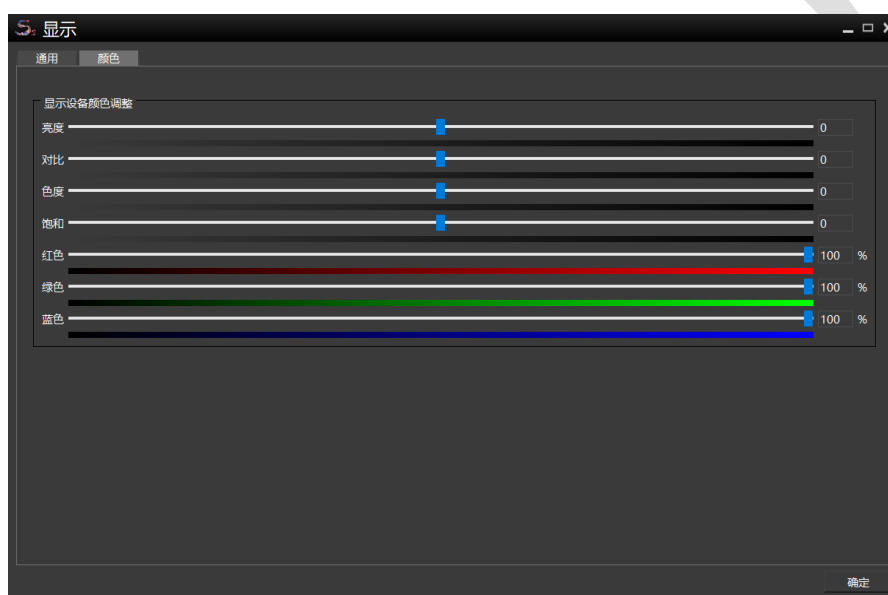 S2 显示
通用 颜色
显示设备颜色调整
亮度 0
对比 0
色度 0
饱和 0
红色 100 %
绿色 100 %
蓝色 100 %
确定